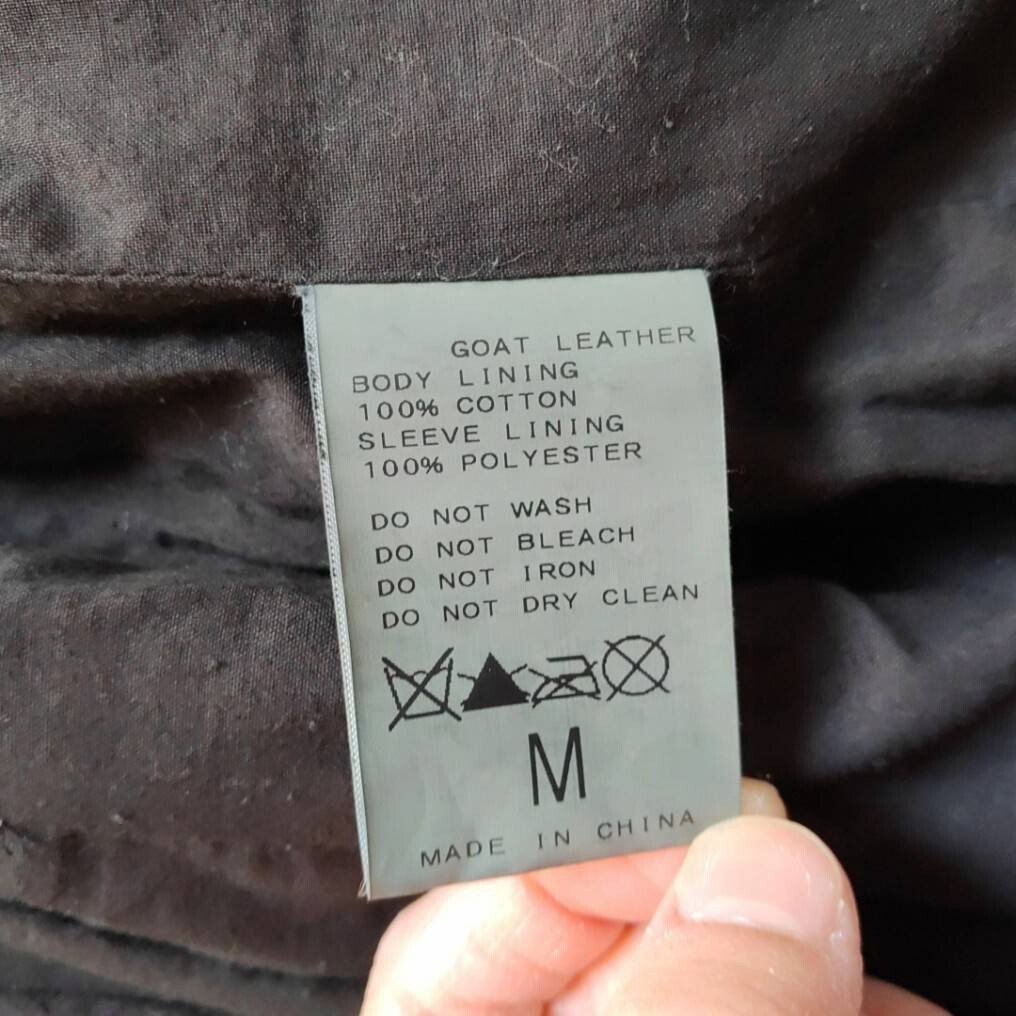 GOAT LEATHER
BODY LINING
100% COTTON
SLEEVE LINING
100% POLYESTER
DO NOT WASH
DO NOT BLEACH
DO NOT IRON
DO NOT DRY CLEAN
M
MADE IN CHINA